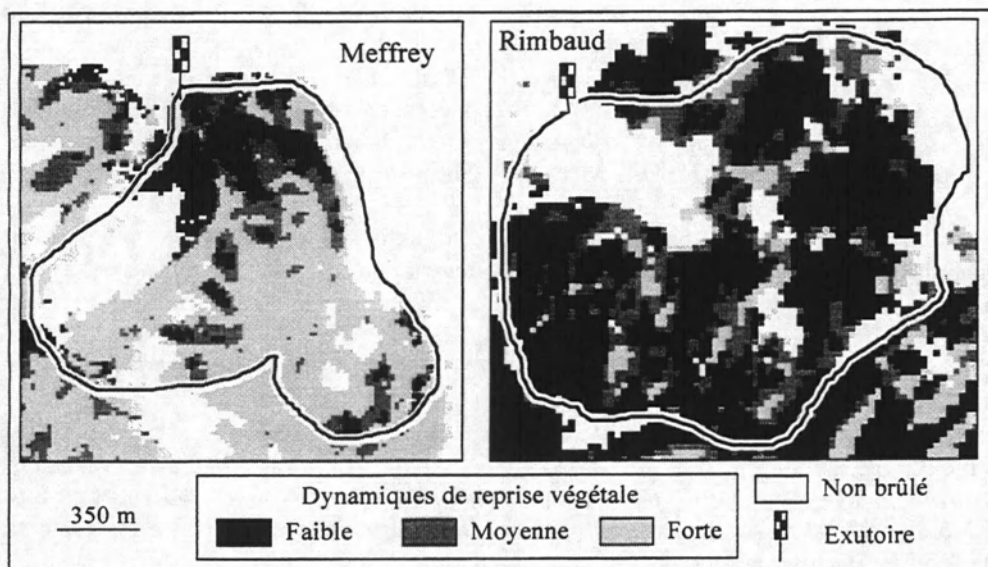 Meffrey
Rimbaud
Dynamiques de reprise végétale
Faible Moyenne Forte
350 m
Non brûlé
Exutoire